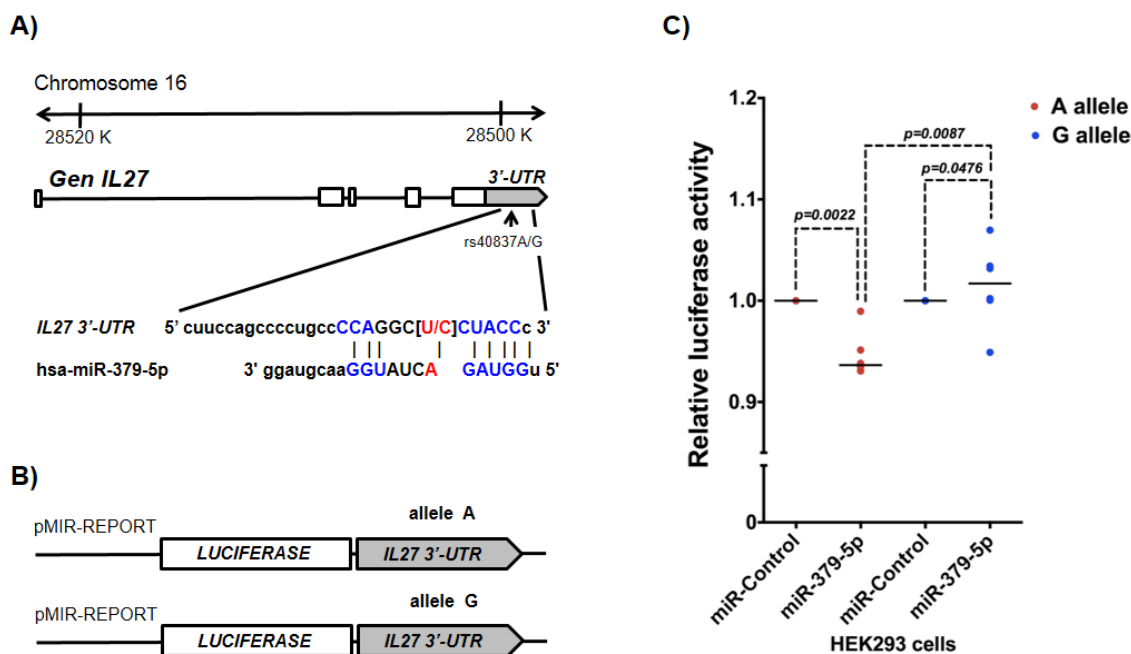 A)
Chromosome 16
28520 K
28500 K
Gen IL27
3'-UTR
rs40837A/G
IL27 3'-UTR 5' cuuccagccccugccCCAGGC[U/C]CUACCc 3'
hsa-miR-379-5p 3' ggaugcaaGGUAUCA GAUGGu 5'
B)
allele A
pMIR-REPORT
LUCIFERASE
IL27 3'-UTR
allele G
pMIR-REPORT
LUCIFERASE
IL27 3'-UTR
C)
A allele
G allele
Relative luciferase activity
1.2
1.1
1.0
0.9
0
p=0.0087
p=0.0476
p=0.0022
miR-Control
miR-379-5p
miR-Control
miR-379-5p
HEK293 cells